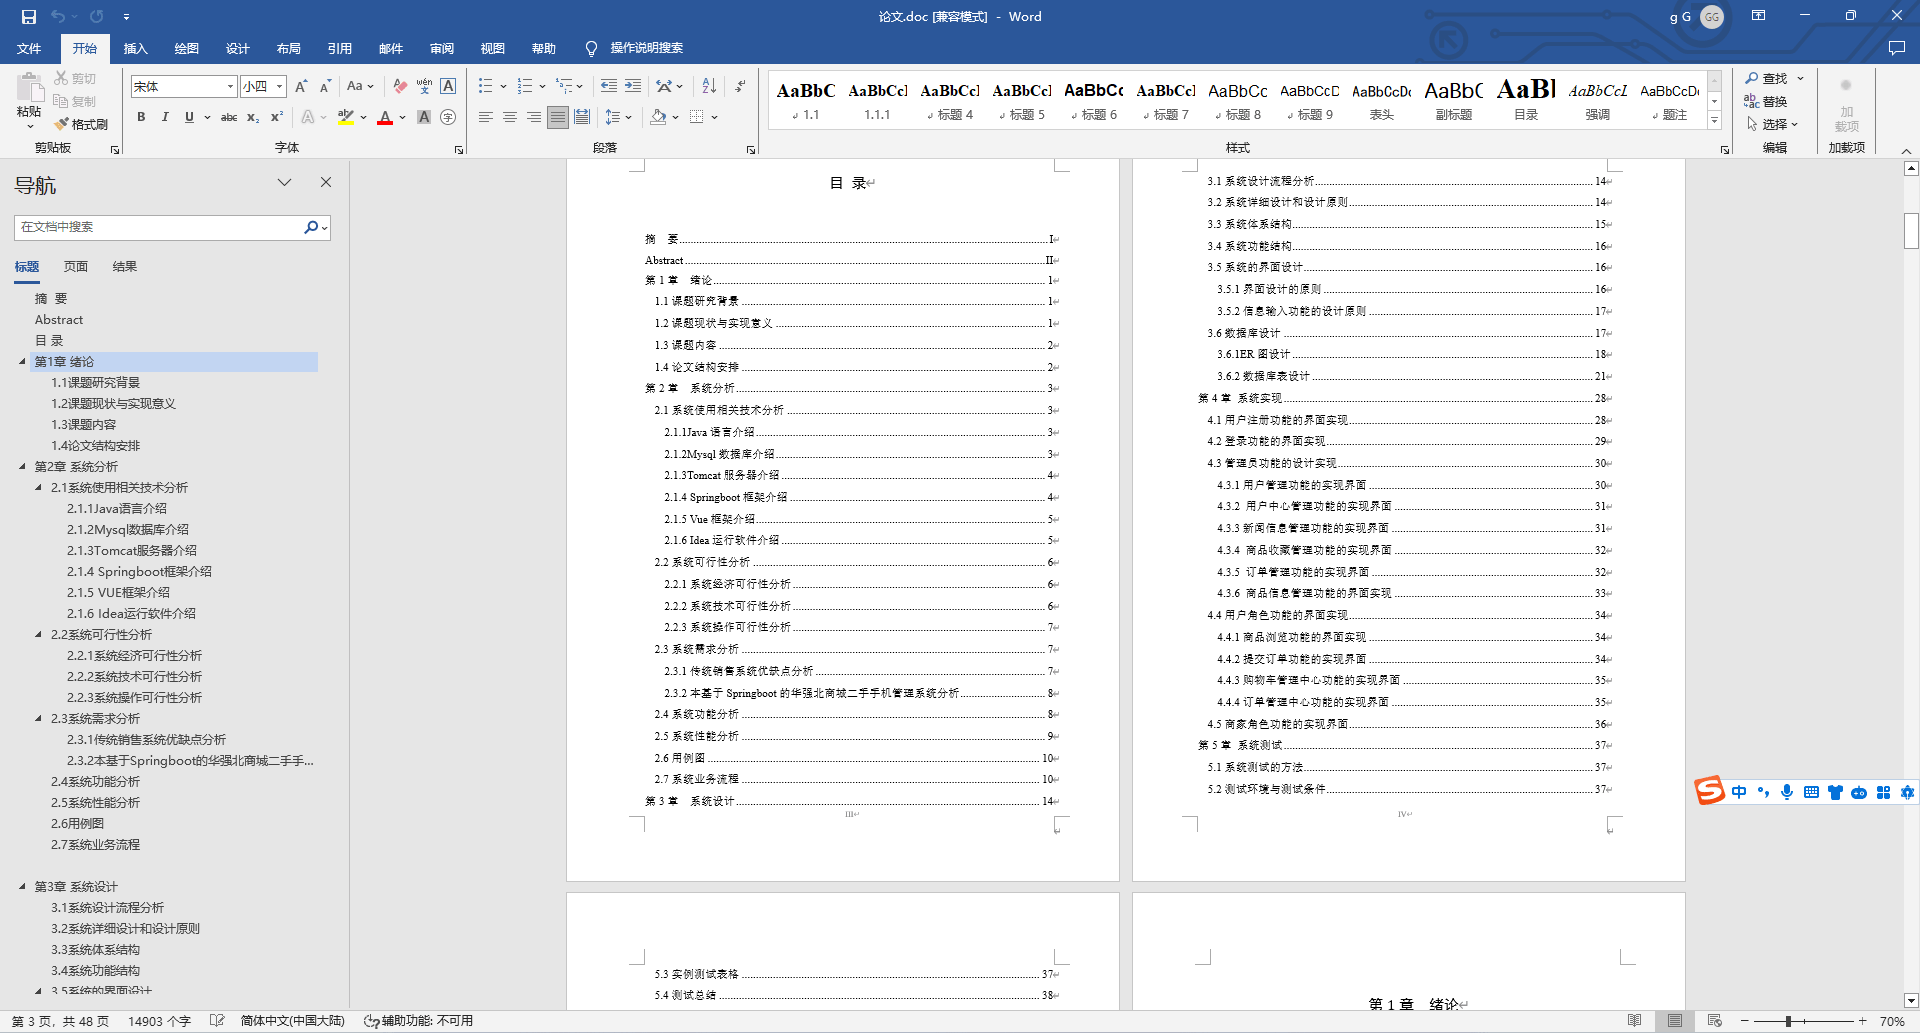 论文.doc [兼容模式] - Word
g G
GG
文件 开始 插入 绘图 设计 布局 引用 邮件 审阅 视图 帮助 操作说明搜索
粘贴
剪切
复制
格式刷
剪贴板
宋体 小四
字体
段落
AaBbC AaBbCcI AaBbCcI AaBbCcI AaBbCc AaBbCcI AaBbCc AaBbCcD AaBbCcDc AaBbC AaBl AaBbCcL AaBbCcD
1.1 1.1.1 标题 4 标题 5 标题 6 标题 7 标题 8 标题 9 表头 副标题 目录 强调 题注
样式
查找
替换
选择
编辑
加载项
加载项
导航
在文档中搜索
标题 页面 结果
摘 要
Abstract
目 录
第1章 绪论
1.1课题研究背景
1.2课题现状与实现意义
1.3课题内容
1.4论文结构安排
第2章 系统分析
2.1系统使用相关技术分析
2.1.1Java语言介绍
2.1.2Mysql数据库介绍
2.1.3Tomcat服务器介绍
2.1.4 Springboot框架介绍
2.1.5 VUE框架介绍
2.1.6 Idea运行软件介绍
2.2系统可行性分析
2.2.1系统经济可行性分析
2.2.2系统技术可行性分析
2.2.3系统操作可行性分析
2.3系统需求分析
2.3.1传统销售系统优缺点分析
2.3.2本基于Springboot的华强北商城二手手...
2.4系统功能分析
2.5系统性能分析
2.6用例图
2.7系统业务流程
第3章 系统设计
3.1系统设计流程分析
3.2系统详细设计和设计原则
3.3系统体系结构
3.4系统功能结构
3.5系统的界面设计
目 录
摘 要 I
Abstract II
第 1 章 绪论 1
1.1 课题研究背景 1
1.2 课题现状与实现意义 1
1.3 课题内容 2
1.4 论文结构安排 2
第 2 章 系统分析 3
2.1 系统使用相关技术分析 3
2.1.1Java 语言介绍 3
2.1.2Mysql 数据库介绍 3
2.1.3Tomcat 服务器介绍 4
2.1.4 Springboot 框架介绍 4
2.1.5 Vue 框架介绍 5
2.1.6 Idea 运行软件介绍 5
2.2 系统可行性分析 6
2.2.1 系统经济可行性分析 6
2.2.2 系统技术可行性分析 6
2.2.3 系统操作可行性分析 7
2.3 系统需求分析 7
2.3.1 传统销售系统优缺点分析 7
2.3.2 本基于 Springboot 的华强北商城二手手机管理系统分析 8
2.4 系统功能分析 8
2.5 系统性能分析 9
2.6 用例图 10
2.7 系统业务流程 10
第 3 章 系统设计 14
III
3.1 系统设计流程分析 14
3.2 系统详细设计和设计原则 14
3.3 系统体系结构 15
3.4 系统功能结构 16
3.5 系统的界面设计 16
3.5.1 界面设计的原则 16
3.5.2 信息输入功能的设计原则 17
3.6 数据库设计 17
3.6.1ER 图设计 18
3.6.2 数据库表设计 21
第 4 章 系统实现 28
4.1 用户注册功能的界面实现 28
4.2 登录功能的界面实现 29
4.3 管理员功能的设计实现 30
4.3.1 用户管理功能的实现界面 30
4.3.2 用户中心管理功能的实现界面 31
4.3.3 新闻信息管理功能的实现界面 31
4.3.4 商品收藏管理功能的实现界面 32
4.3.5 订单管理功能的实现界面 32
4.3.6 商品信息管理功能的实现界面 33
4.4 用户角色功能的界面实现 34
4.4.1 商品浏览功能的界面实现 34
4.4.2 提交订单功能的实现界面 34
4.4.3 购物车管理中心功能的实现界面 35
4.4.4 订单管理中心功能的实现界面 35
4.5 商家角色功能的实现界面 36
第 5 章 系统测试 37
5.1 系统测试的方法 37
5.2 测试环境与测试条件 37
IV
5.3 实例测试表格 37
5.4 测试总结 38
第 1 章 绪论
中
第 3 页，共 48 页 14903 个字 简体中文(中国大陆) 辅助功能: 不可用
70%